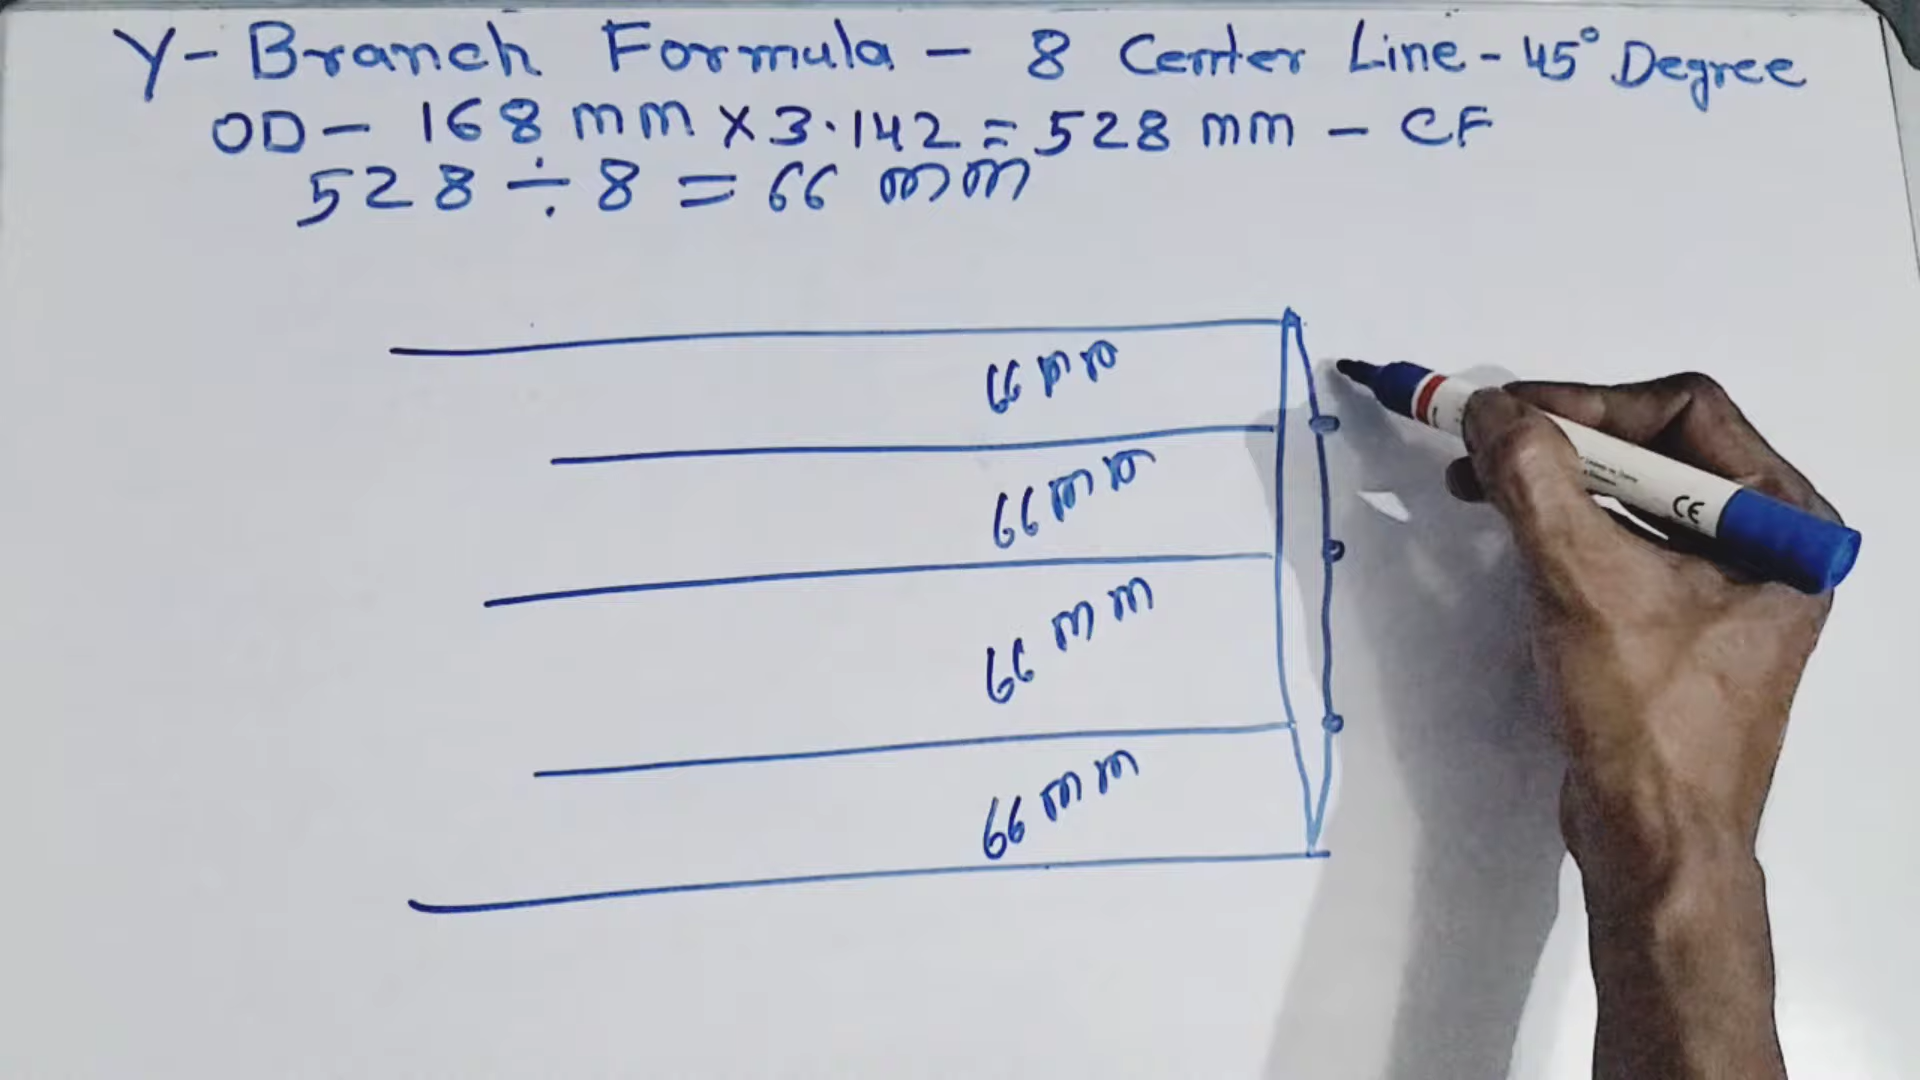 Y-Branch Formula - 8 Center Line - 45° Degree
OD - 168 mm × 3.142 = 528 mm - CF
528 ÷ 8 = 66 mm
66 mm
66 mm
66 mm
66 mm
CE